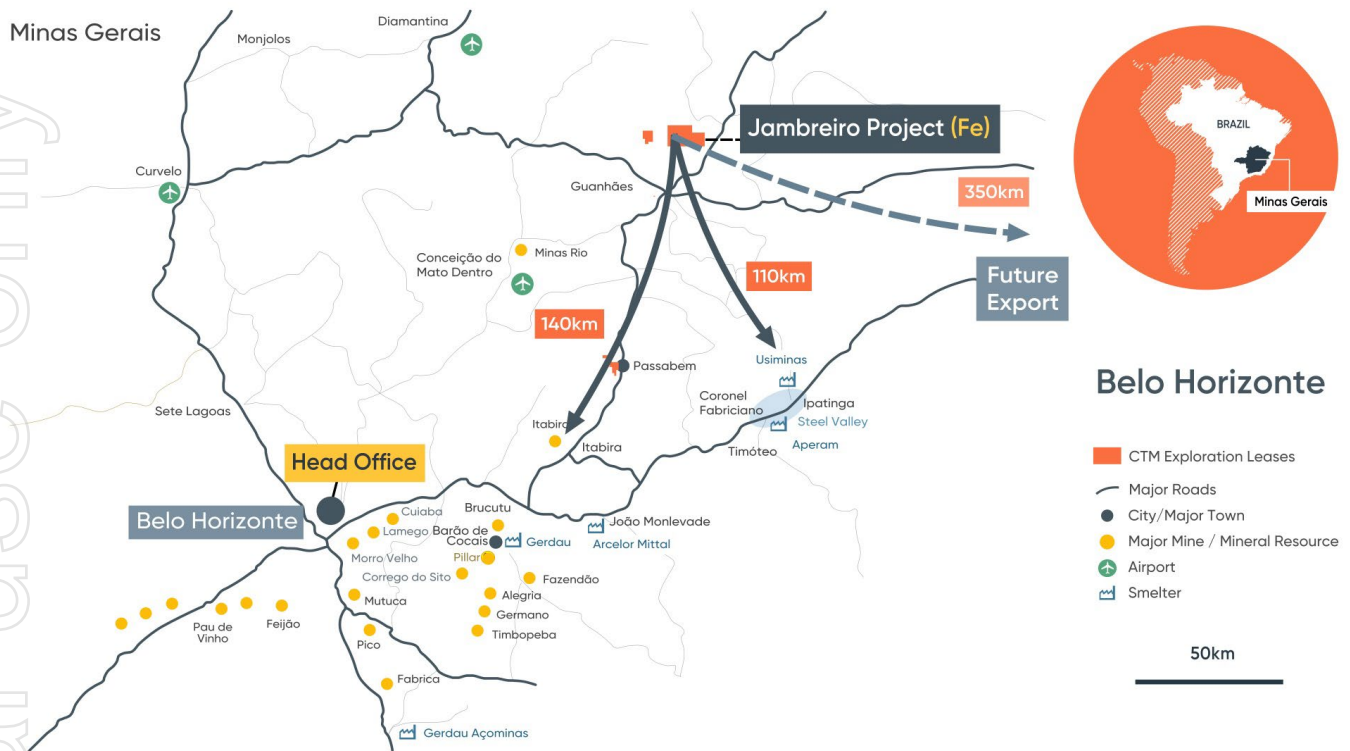 Minas Gerais
Diamantina
Monjolos
Jambreiro Project (Fe)
BRAZIL
Minas Gerais
Curvelo
Guanhães
350km
Conceição do
Mato Dentro
Minas Rio
110km
Future
Export
140km
Usiminas
Passabem
Belo Horizonte
Coronel
Fabriciano
Ipatinga
Sete Lagoas
Steel Valley
Itabira
Itabira
Timóteo
Aperam
Head Office
CTM Exploration Leases
Major Roads
Belo Horizonte
Cuiaba
Brucutu
City/Major Town
João Monlevade
Lamego
Barão de
Cocais
Gerdau
Arcelor Mittal
Major Mine / Mineral Resource
Morro Velho
Pillar
Airport
Corrego do Sito
Fazendão
Smelter
Mutuca
Alegria
Germano
Pau de
Vinho
Feijão
Timbopeba
Pico
50km
Fabrica
Gerdau Açominas